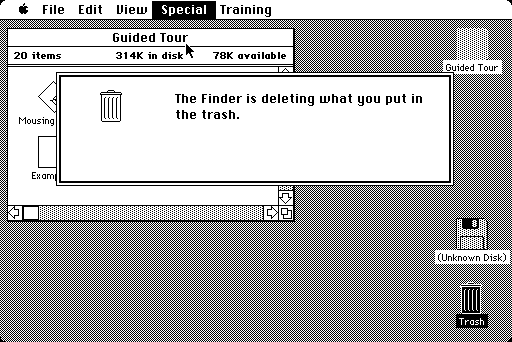 File Edit View Special Training
Guided Tour
20 items 314K in disk 78K available
Guided Tour
The Finder is deleting what you put in
the trash.
Mousing
Examp
(Unknown Disk)
Trash